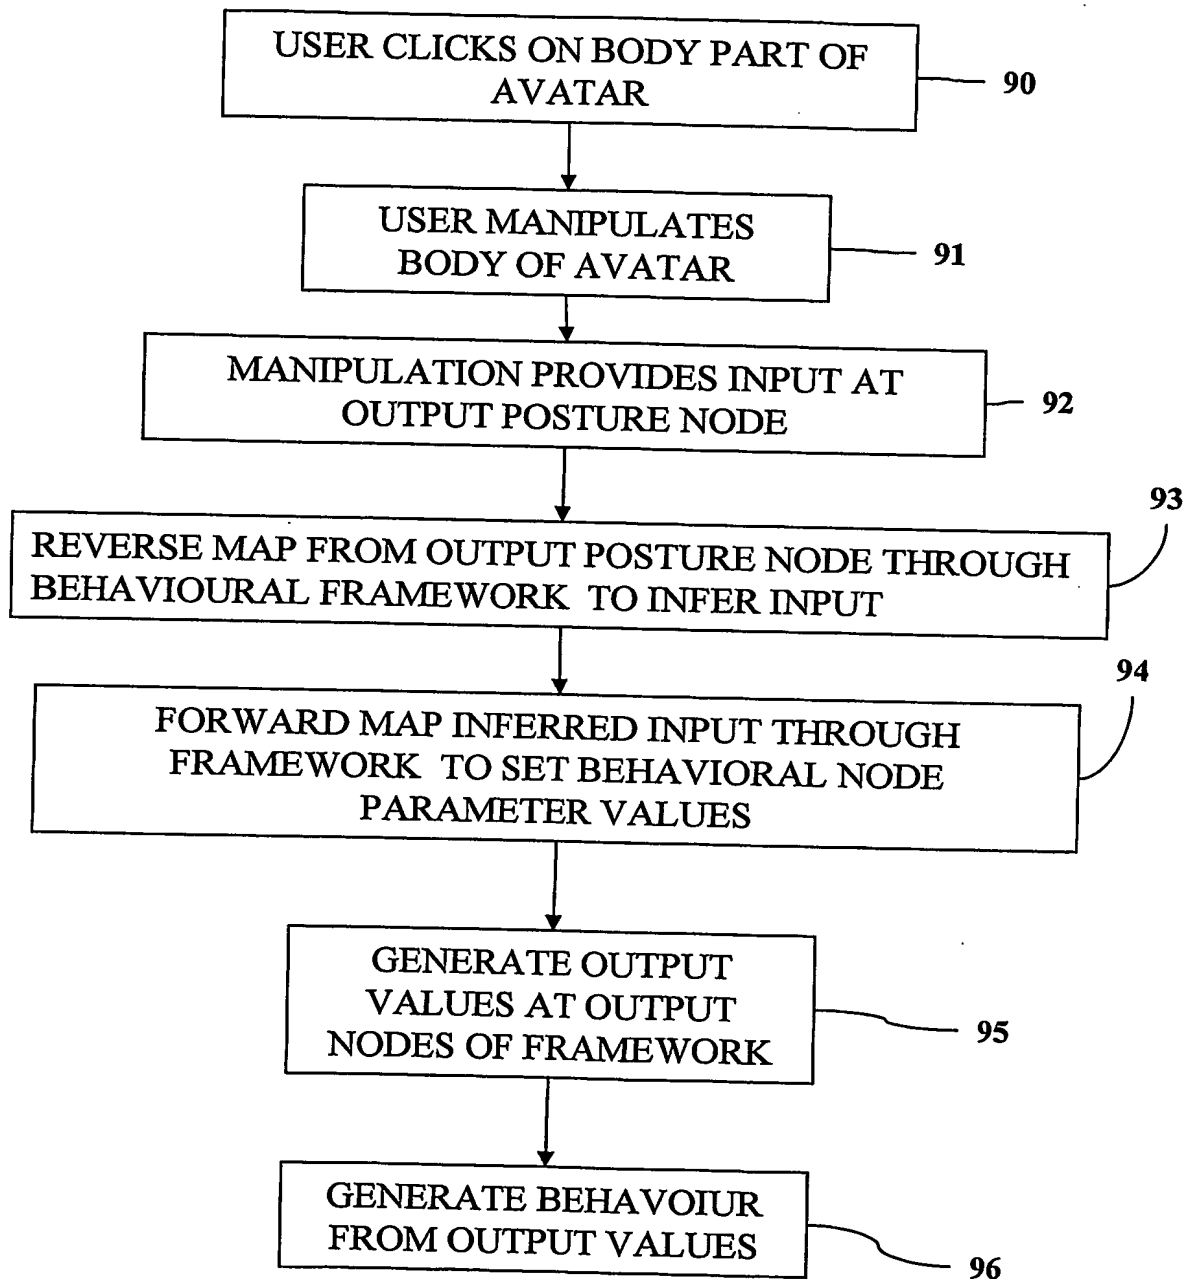 USER CLICKS ON BODY PART OF
AVATAR
90
USER MANIPULATES
BODY OF AVATAR
91
MANIPULATION PROVIDES INPUT AT
OUTPUT POSTURE NODE
92
93
REVERSE MAP FROM OUTPUT POSTURE NODE THROUGH
BEHAVIOURAL FRAMEWORK TO INFER INPUT
94
FORWARD MAP INFERRED INPUT THROUGH
FRAMEWORK TO SET BEHAVIORAL NODE
PARAMETER VALUES
GENERATE OUTPUT
VALUES AT OUTPUT
NODES OF FRAMEWORK
95
GENERATE BEHAVOIUR
FROM OUTPUT VALUES
96